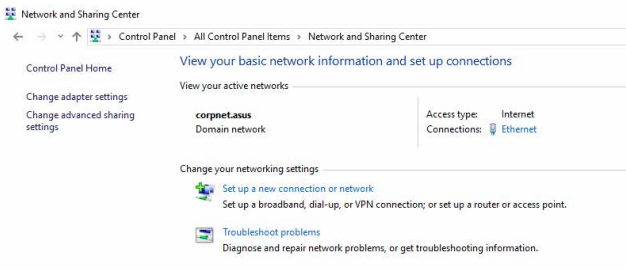 Network and Sharing Center
Control Panel > All Control Panel Items > Network and Sharing Center
Control Panel Home
Change adapter settings
Change advanced sharing
settings
View your basic network information and set up connections
View your active networks
corpnet.asus
Domain network
Access type: Internet
Connections: Ethernet
Change your networking settings
Set up a new connection or network
Set up a broadband, dial-up, or VPN connection; or set up a router or access point.
Troubleshoot problems
Diagnose and repair network problems, or get troubleshooting information.